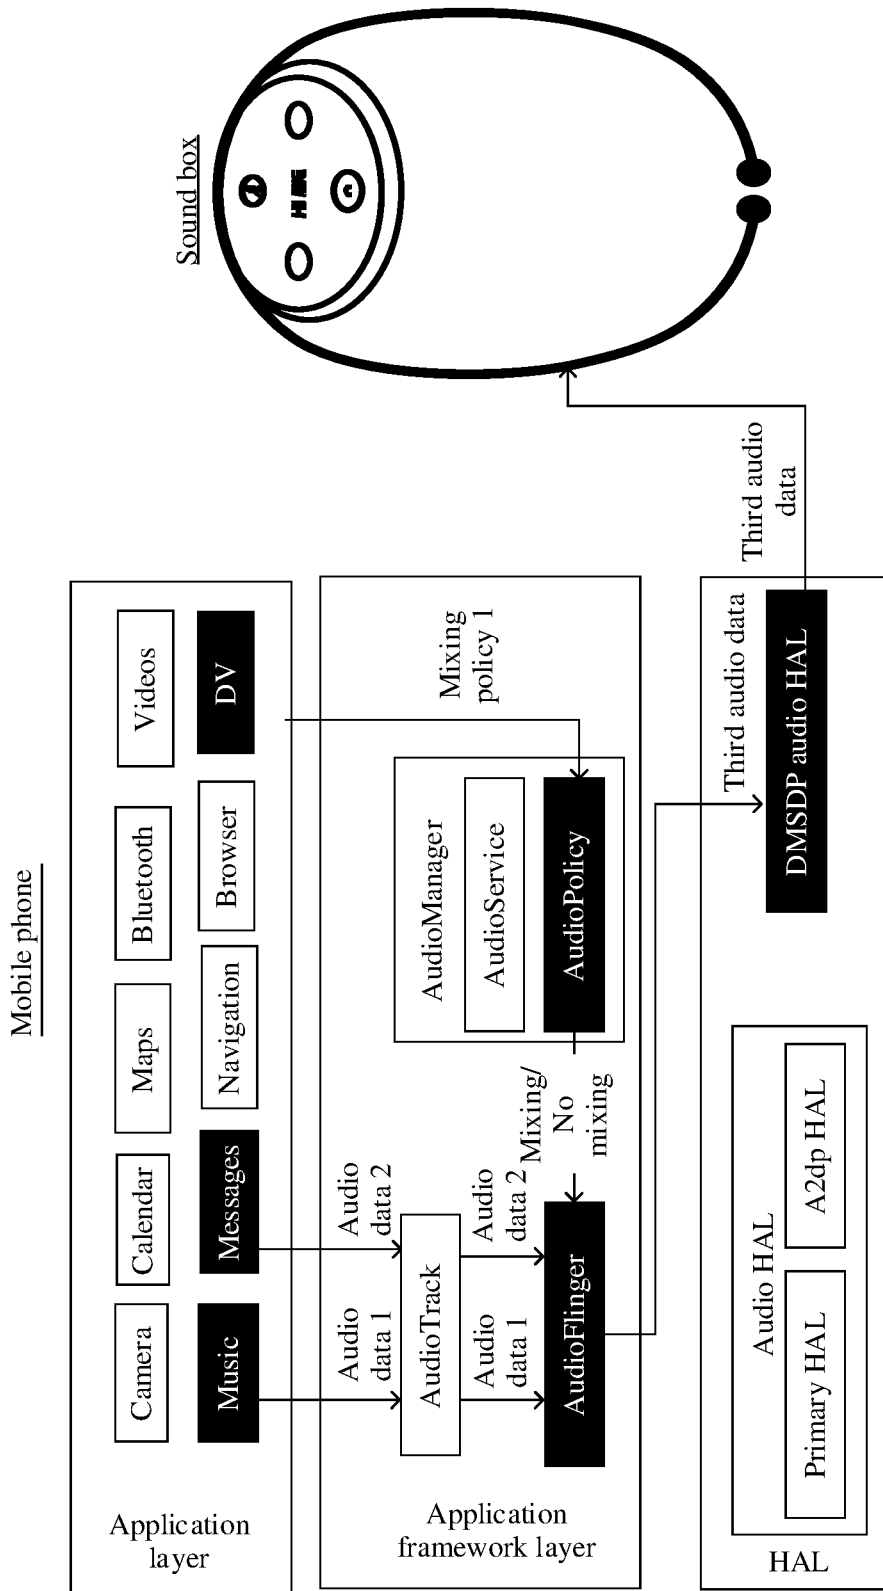 Mobile phone
Sound box
Application
layer
Camera
Calendar
Maps
Bluetooth
Videos
Music
Messages
Navigation
Browser
DV
Application
framework layer
Audio
data 1
Audio
data 2
AudioTrack
Audio
data 1
Audio
data 2
AudioFlinger
Mixing/
No
mixing
AudioManager
AudioService
AudioPolicy
Mixing
policy 1
HAL
Audio HAL
Primary HAL
A2dp HAL
DMSDP audio HAL
Third audio data
Third audio
data